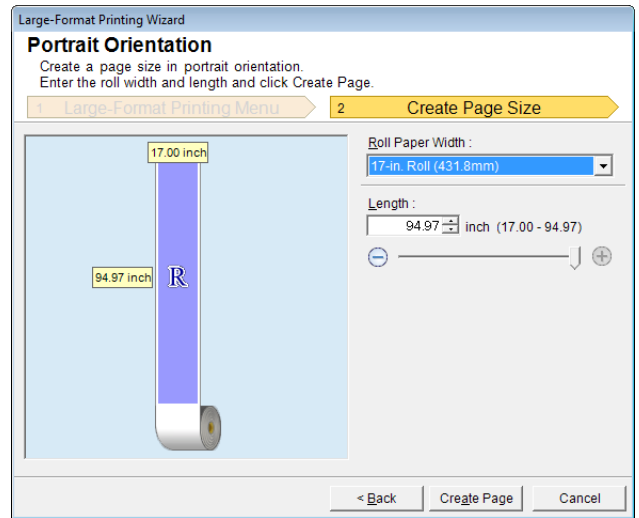 Large-Format Printing Wizard
Portrait Orientation
Create a page size in portrait orientation.
Enter the roll width and length and click Create Page.
1 Large-Format Printing Menu
2 Create Page Size
17.00 inch
94.97 inch
R
Roll Paper Width :
17-in. Roll (431.8mm)
Length :
94.97 inch (17.00 - 94.97)
< Back
Create Page
Cancel